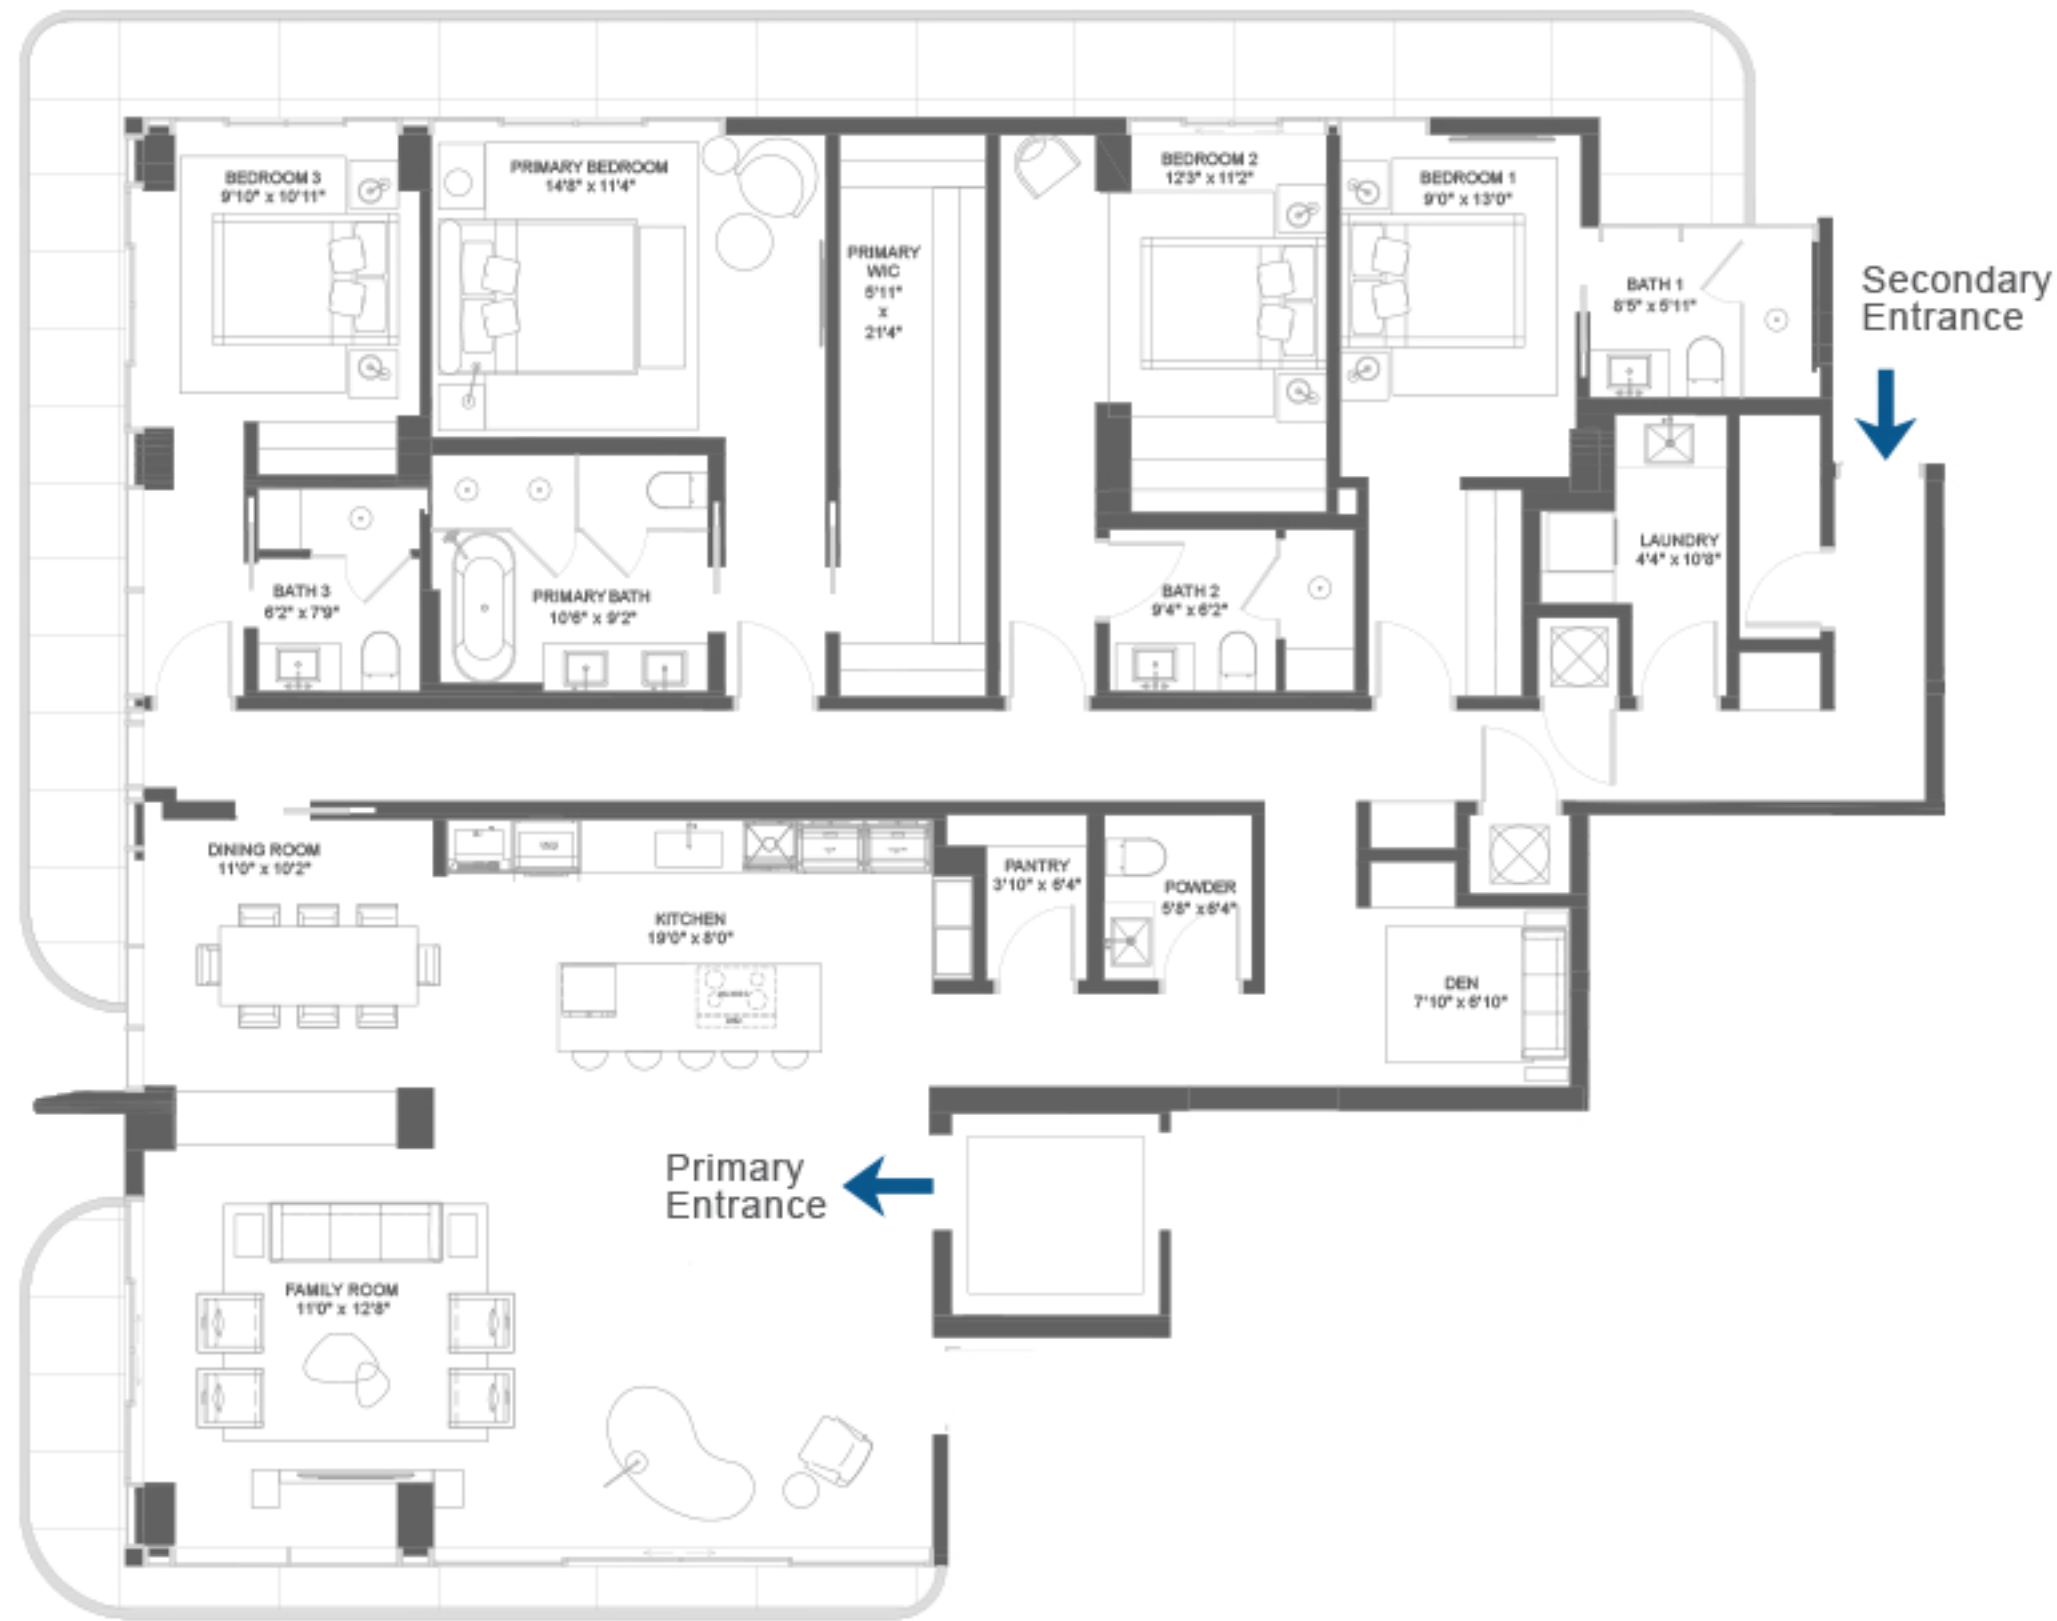 BEDROOM 3
9'10" x 10'11"
PRIMARY BEDROOM
14'8" x 11'4"
PRIMARY
WIC
5'11"
x
21'4"
BEDROOM 2
12'3" x 11'2"
BEDROOM 1
9'0" x 13'0"
BATH 1
8'5" x 5'11"
Secondary
Entrance
BATH 3
6'2" x 7'9"
PRIMARY BATH
10'6" x 9'2"
BATH 2
9'4" x 6'2"
LAUNDRY
4'4" x 10'8"
DINING ROOM
11'0" x 10'2"
KITCHEN
19'0" x 8'0"
PANTRY
3'10" x 6'4"
POWDER
5'8" x 6'4"
DEN
7'10" x 6'10"
Primary
Entrance
FAMILY ROOM
11'0" x 12'8"